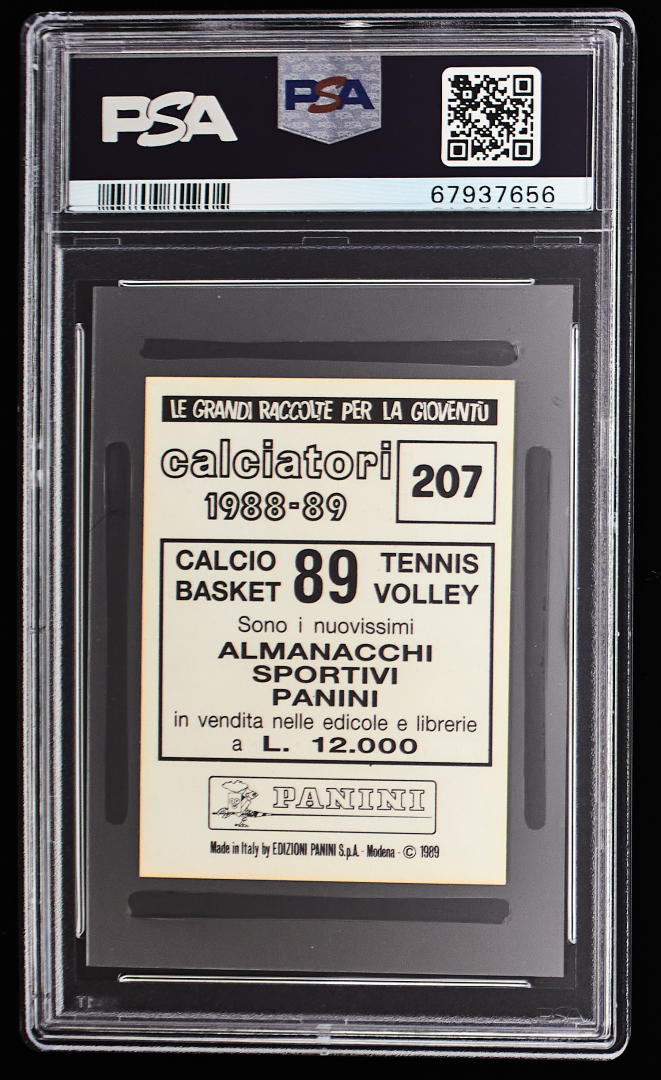 PSA
PSA
67937656
LE GRANDI RACCOLTE PER LA GIOVENTÙ
calciatori
1988-89
207
CALCIO 89 TENNIS
BASKET VOLLEY
Sono i nuovissimi
ALMANACCHI
SPORTIVI
PANINI
in vendita nelle edicole e librerie
a L. 12.000
PANINI
Made in Italy by EDIZIONI PANINI S.p.A. - Modena - © 1989